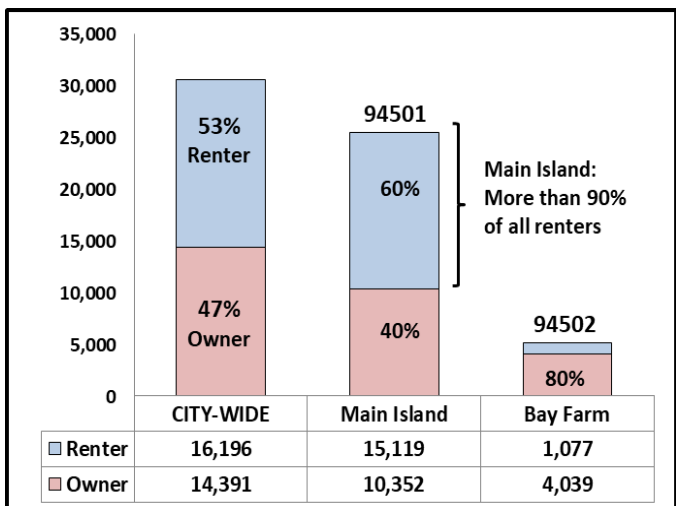 35,000
30,000
25,000
20,000
15,000
10,000
5,000
0
53%
Renter
47%
Owner
94501
60%
40%
Main Island:
More than 90%
of all renters
94502
80%
CITY-WIDE Main Island Bay Farm
Renter 16,196 15,119 1,077
Owner 14,391 10,352 4,039